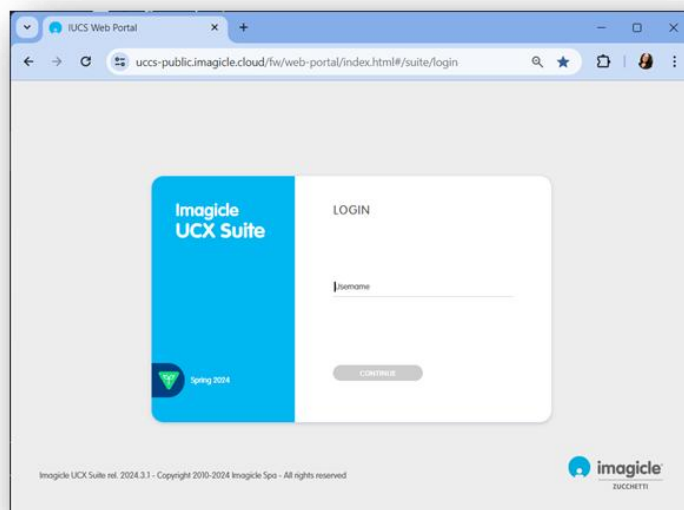 IUCS Web Portal
uccs-public.imagicle.cloud/fw/web-portal/index.html#/suite/login
Imagicle
UCX Suite
LOGIN
Username
CONTINUE
Spring 2024
Imagicle UCX Suite rel. 2024.3.1 - Copyright 2010-2024 Imagicle Spa - All rights reserved
imagicle
ZUCCHETTI